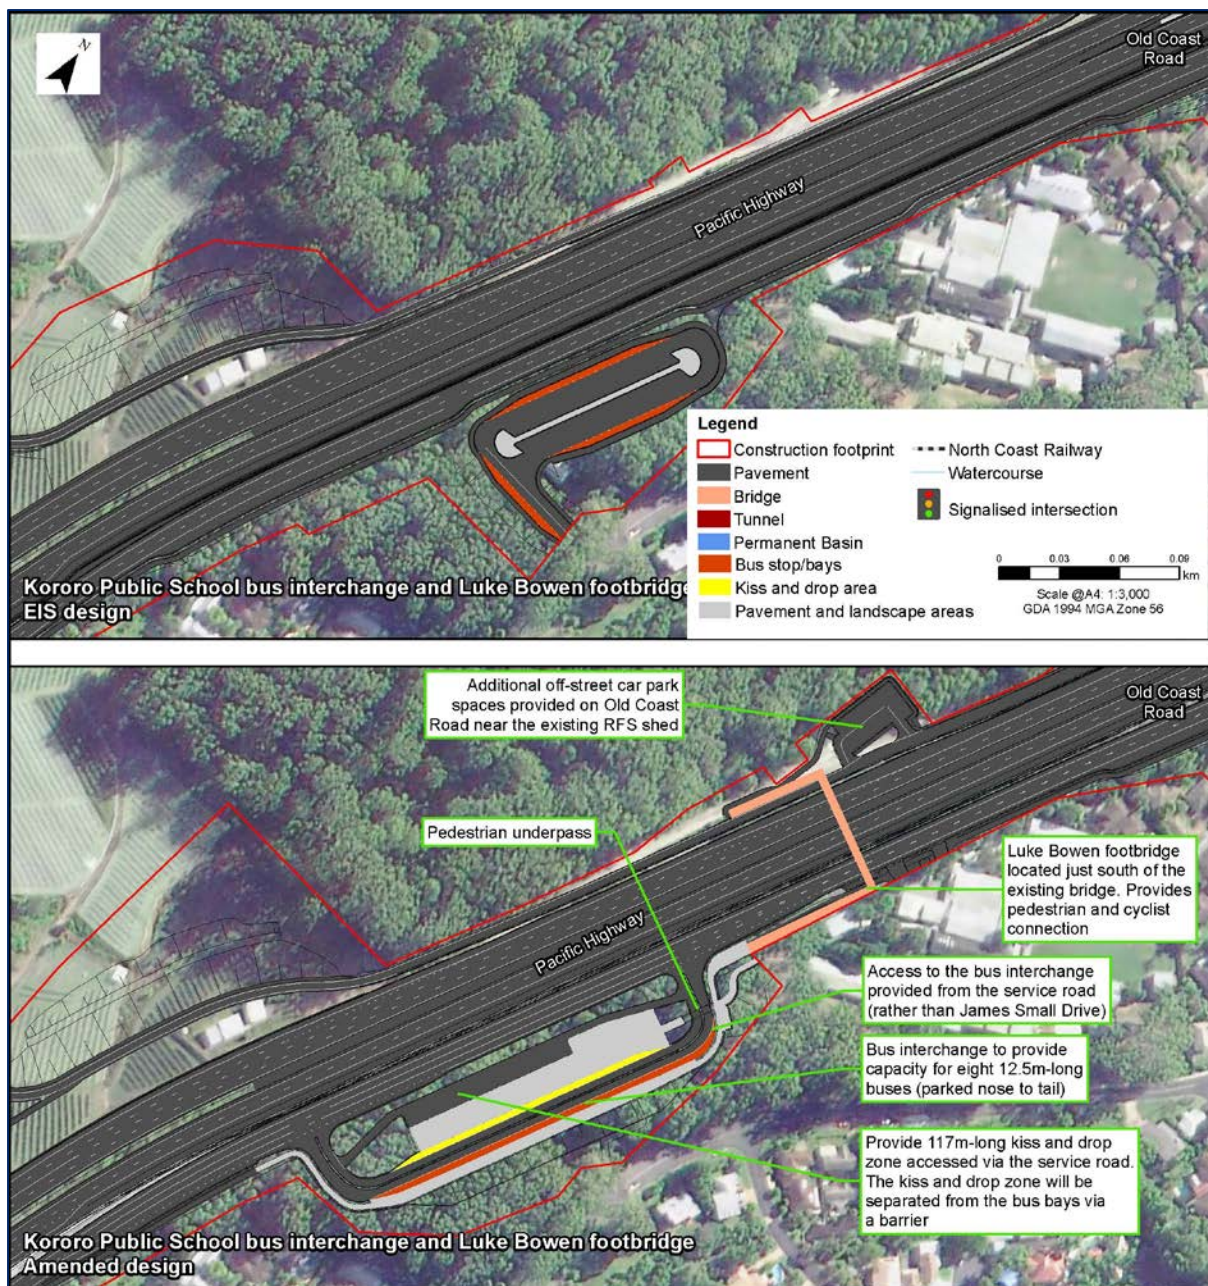 N
Old Coast
Road
Pacific Highway
Legend
Construction footprint
Pavement
Bridge
Tunnel
Permanent Basin
Bus stop/bays
Kiss and drop area
Pavement and landscape areas
North Coast Railway
Watercourse
Signalised intersection
0 0.03 0.06 0.09
km
Scale @A4: 1:3,000
GDA 1994 MGA Zone 56
Kororo Public School bus interchange and Luke Bowen footbridge
EIS design
Additional off-street car park
spaces provided on Old Coast
Road near the existing RFS shed
Old Coast
Road
Pedestrian underpass
Luke Bowen footbridge
located just south of the
existing bridge. Provides
pedestrian and cyclist
connection
Pacific Highway
Access to the bus interchange
provided from the service road
(rather than James Small Drive)
Bus interchange to provide
capacity for eight 12.5m-long
buses (parked nose to tail)
Provide 117m-long kiss and drop
zone accessed via the service road.
The kiss and drop zone will be
separated from the bus bays via
a barrier
Kororo Public School bus interchange and Luke Bowen footbridge
Amended design